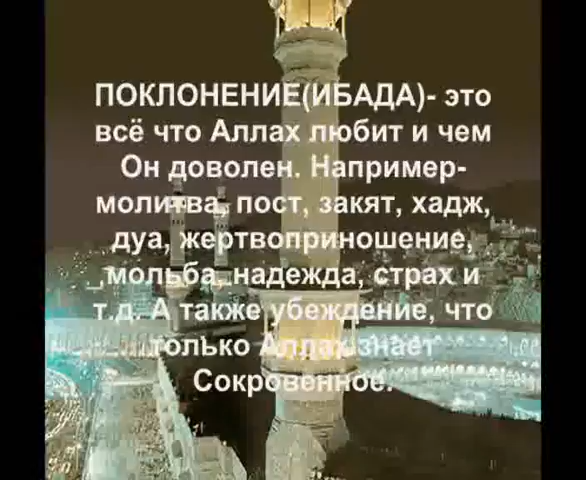 ПОКЛОНЕНИЕ(ИБАДА)- это
всё что Аллах любит и чем
Он доволен. Например-
молитва, пост, закят, хадж,
дуа, жертвоприношение,
,мольба, надежда, страх и
т.д. А также убеждение, что
только Аллах знает
Сокровенное.